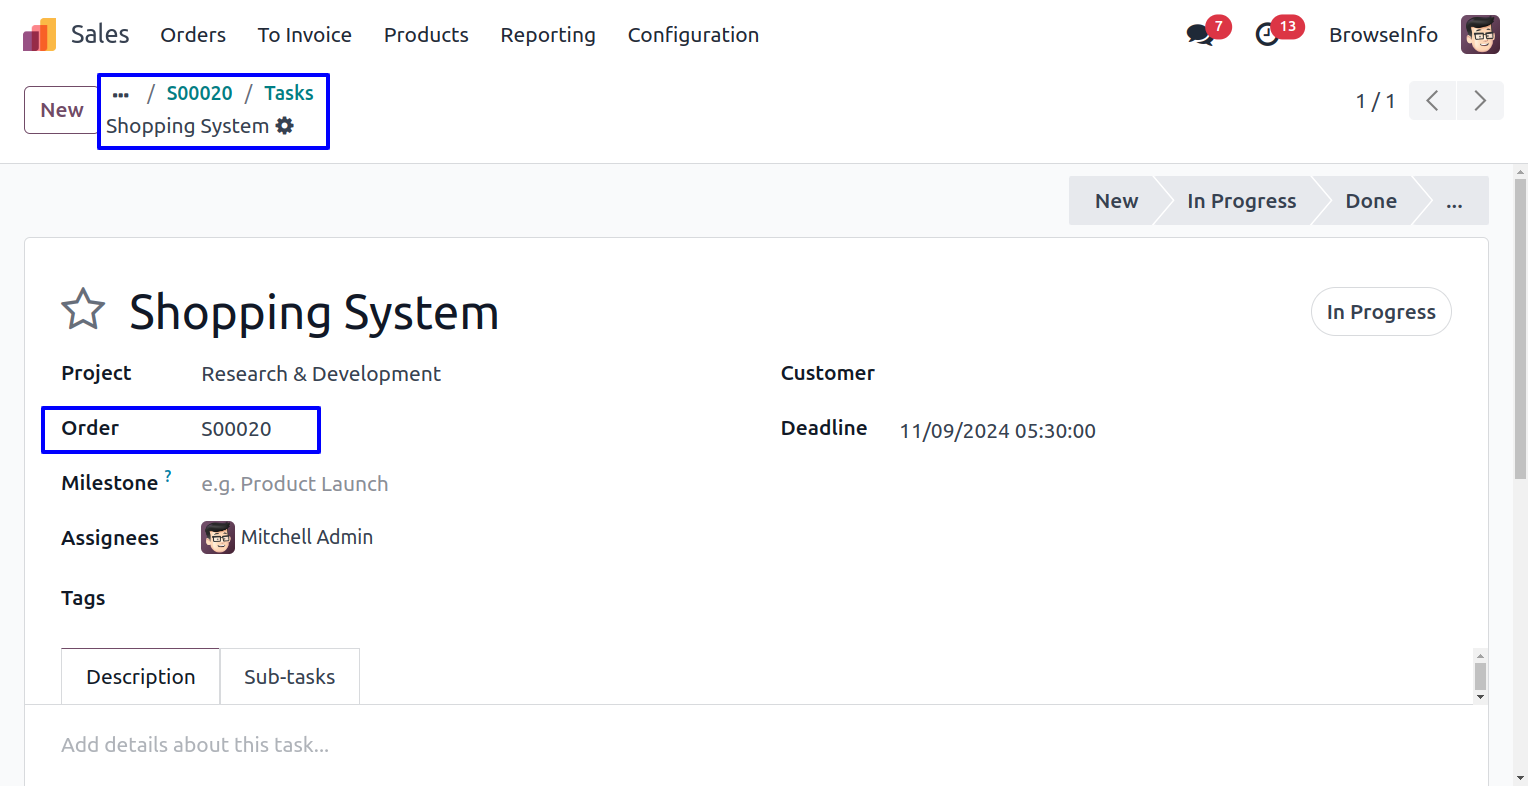 Sales Orders To Invoice Products Reporting Configuration 7 13 BrowseInfo
New ... / S00020 / Tasks 1 / 1
Shopping System
New In Progress Done ...
Shopping System In Progress
Project Research & Development Customer
Order S00020 Deadline 11/09/2024 05:30:00
Milestone ? e.g. Product Launch
Assignees Mitchell Admin
Tags
Description Sub-tasks
Add details about this task...